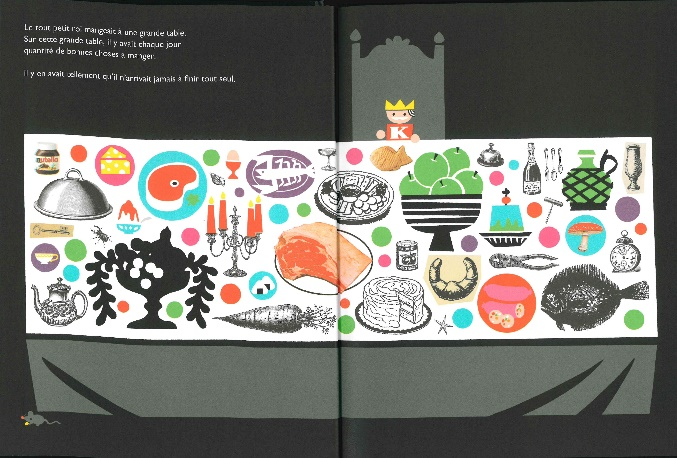 Le tout petit roi mangeait à une grande table.
Sur cette grande table, il y avait chaque jour
quantité de bonnes choses à manger.
Il y en avait tellement qu'il n'arrivait jamais à finir tout seul.
nutella
K